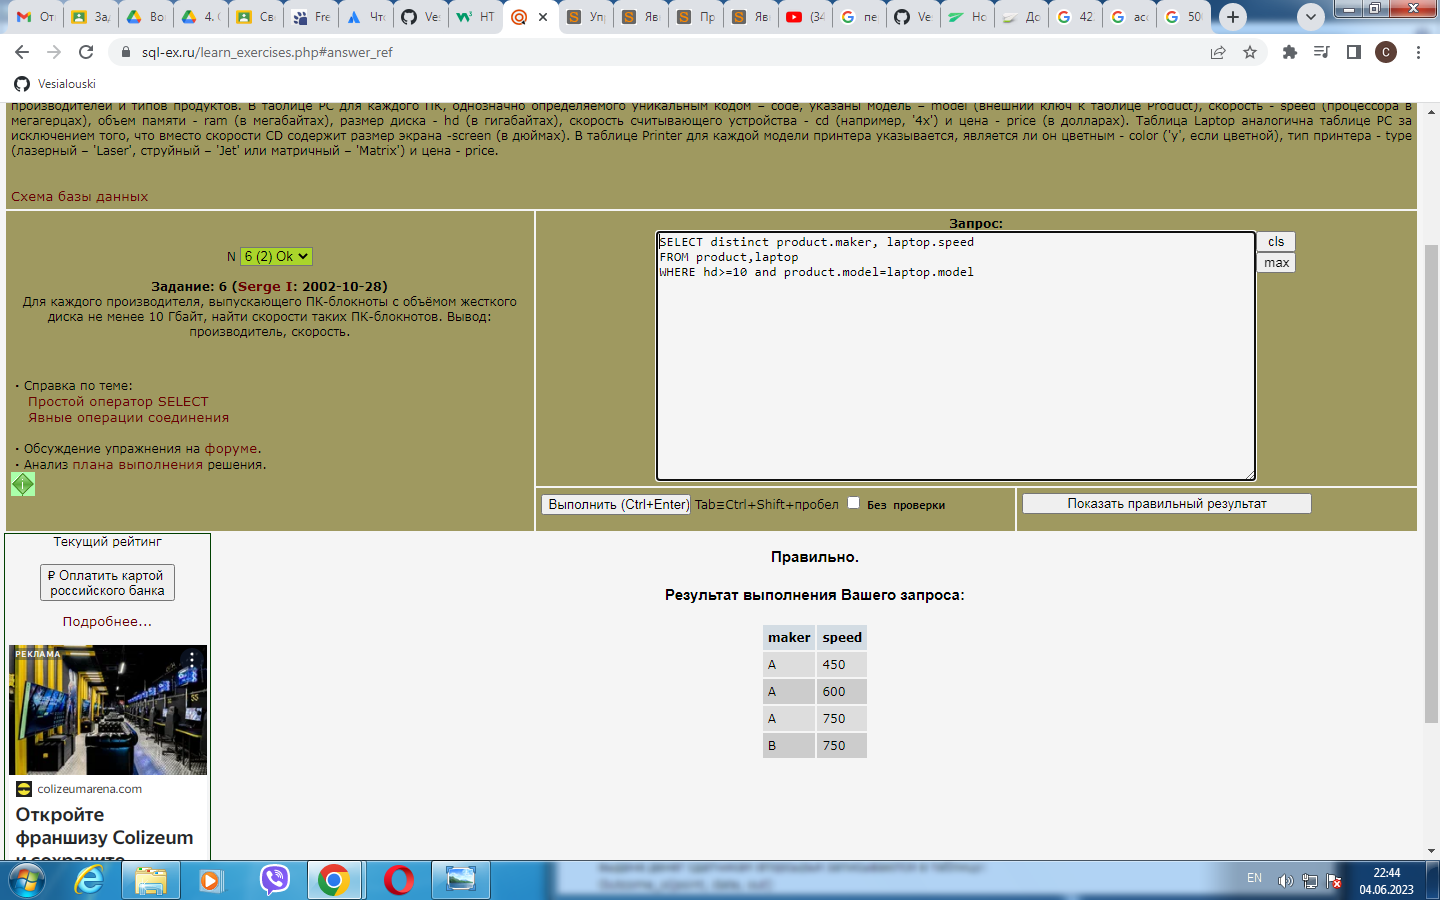 От
Зад
Во
4. (
Св
Fre
Чт
Ves
HT
Уп
Яв
Пр
Яв
(34
пе
Ve
Но
До
42
acc
50
sql-ex.ru/learn_exercises.php#answer_ref
C
Vesialouski
производителей и типов продуктов. В таблице PC для каждого ПК, однозначно определяемого уникальным кодом – code, указаны модель – model (внешний ключ к таблице Product), скорость - speed (процессора в
мегагерцах), объем памяти - ram (в мегабайтах), размер диска - hd (в гигабайтах), скорость считывающего устройства - cd (например, '4x') и цена - price (в долларах). Таблица Laptop аналогична таблице PC за
исключением того, что вместо скорости CD содержит размер экрана -screen (в дюймах). В таблице Printer для каждой модели принтера указывается, является ли он цветным - color ('y', если цветной), тип принтера - type
(лазерный – 'Laser', струйный – 'Jet' или матричный – 'Matrix') и цена - price.
Схема базы данных
N 6 (2) Ok
Задание: 6 (Serge I: 2002-10-28)
Для каждого производителя, выпускающего ПК-блокноты c объёмом жесткого
диска не менее 10 Гбайт, найти скорости таких ПК-блокнотов. Вывод:
производитель, скорость.
· Справка по теме:
Простой оператор SELECT
Явные операции соединения
· Обсуждение упражнения на форуме.
· Анализ плана выполнения решения.
Запрос:
SELECT distinct product.maker, laptop.speed
FROM product,laptop
WHERE hd>=10 and product.model=laptop.model
cls
max
Выполнить (Ctrl+Enter) Tab≡Ctrl+Shift+пробел Без проверки
Показать правильный результат
Текущий рейтинг
₽ Оплатить картой
российского банка
Подробнее...
РЕКЛАМА
colizeumarena.com
Откройте
франшизу Colizeum
и сохраните
Правильно.
Результат выполнения Вашего запроса:
maker speed
A 450
A 600
A 750
B 750
EN
22:44
04.06.2023